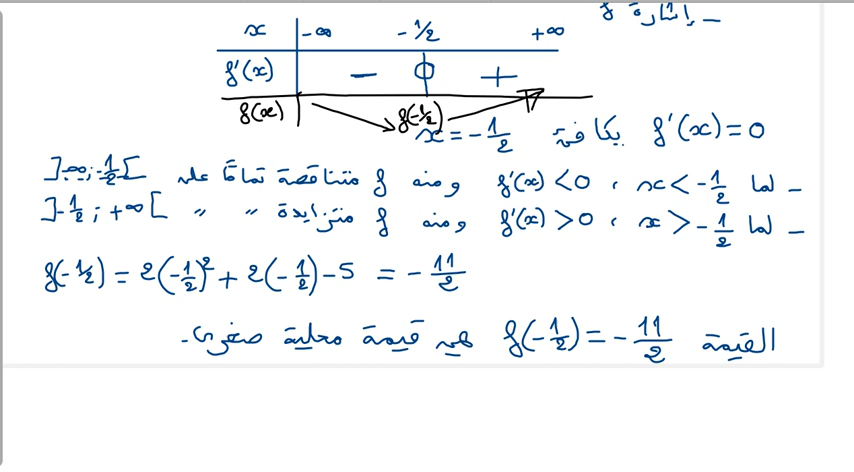 - إشارة f'
x | -∞ -1/2 +∞
f'(x) | - 0 +
f(x) | f(-1/2)
f'(x)=0 يكافئ x=-1/2
- لما x<-1/2 ، f'(x)<0 ومنه f متناقصة تمامًا على ]-∞;-1/2[
- لما x>-1/2 ، f'(x)>0 ومنه f متزايدة " " ]-1/2;+∞[
f(-1/2) = 2(-1/2)² + 2(-1/2) - 5 = -11/2
القيمة f(-1/2) = -11/2 هي قيمة محلية صغرى.